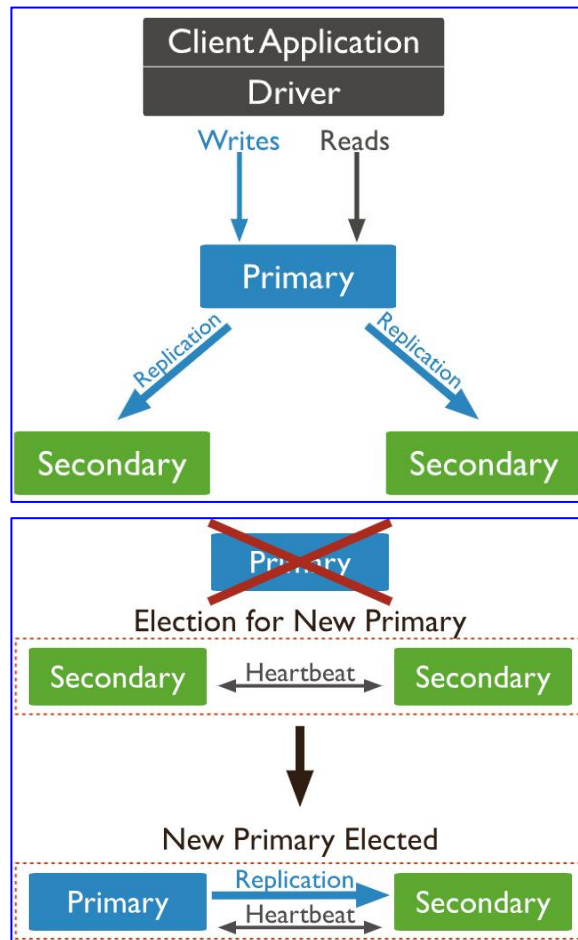 Client Application
Driver
Writes Reads
Primary
Replication Replication
Secondary Secondary
Primary
Election for New Primary
Secondary Heartbeat Secondary
New Primary Elected
Primary Replication Secondary
Heartbeat